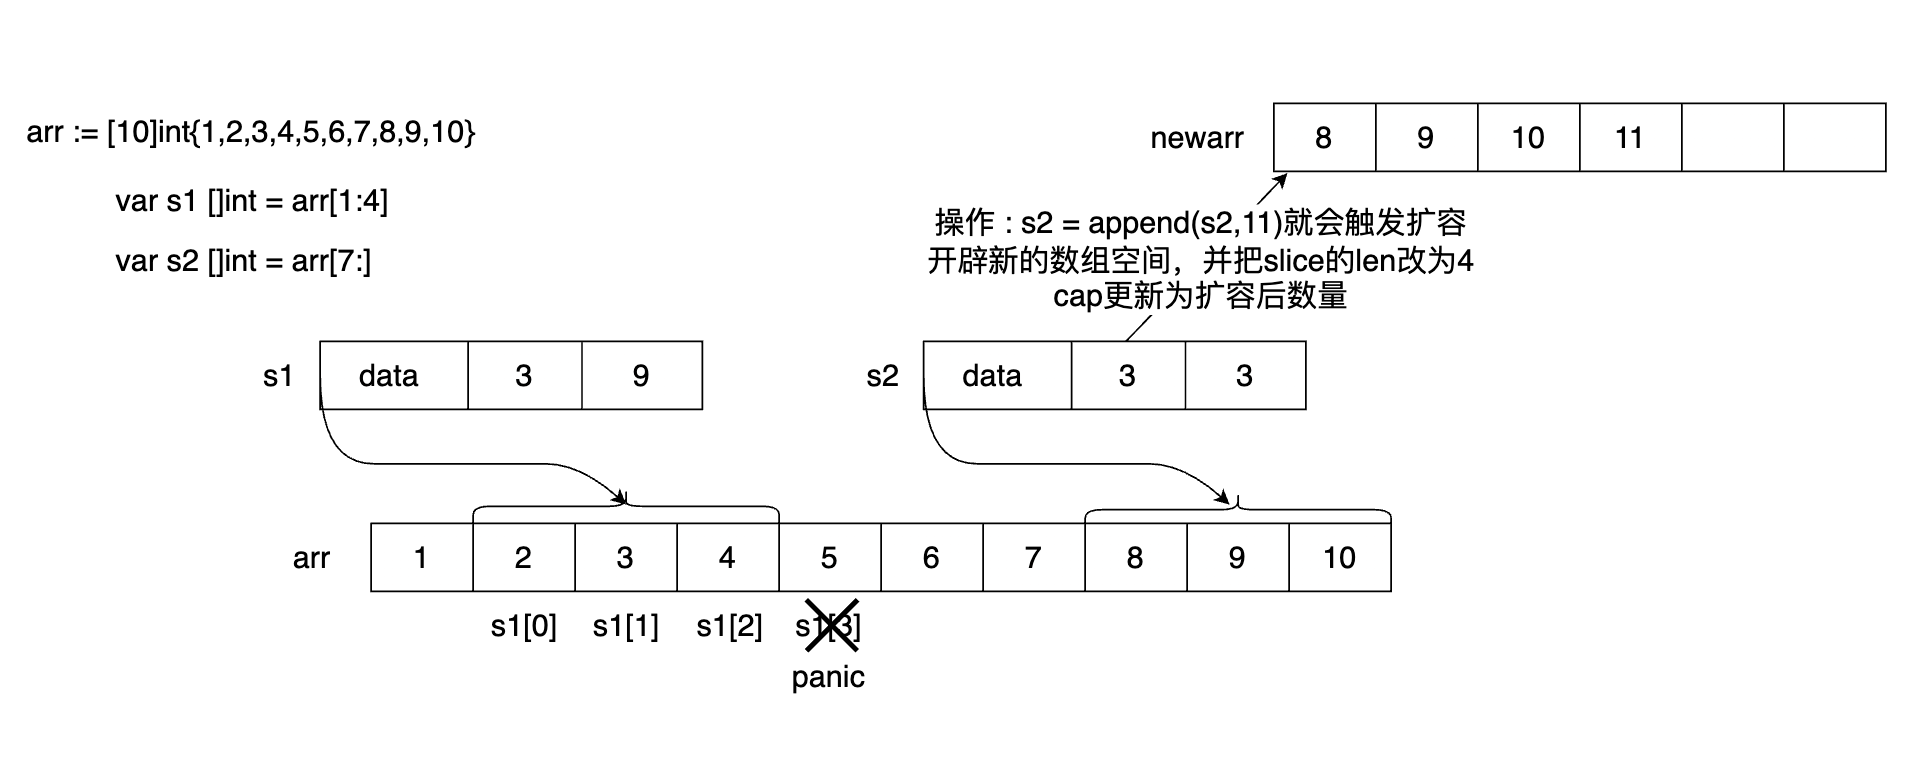 arr := [10]int{1,2,3,4,5,6,7,8,9,10}
var s1 []int = arr[1:4]
var s2 []int = arr[7:]
newarr 8 9 10 11
操作 : s2 = append(s2,11)就会触发扩容
开辟新的数组空间，并把slice的len改为4
cap更新为扩容后数量
s1 data 3 9
s2 data 3 3
arr 1 2 3 4 5 6 7 8 9 10
s1[0] s1[1] s1[2] s1[3]
panic